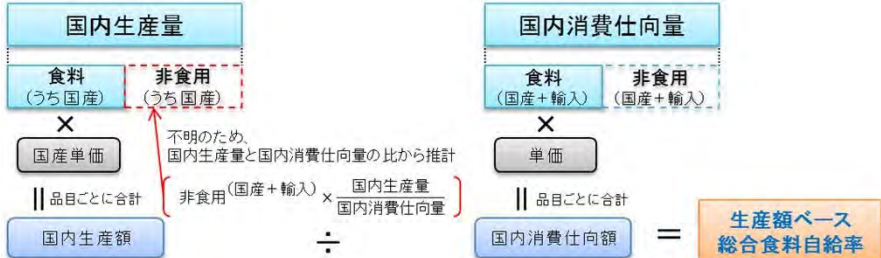 国内生産量
食料
(うち国産)
非食用
(うち国産)
×
国産単価
|| 品目ごとに合計
国内生産額
不明のため、
国内生産量と国内消費仕向量の比から推計
非食用(国産+輸入) × 国内生産量
国内消費仕向量
÷
国内消費仕向量
食料
(国産+輸入)
非食用
(国産+輸入)
×
単価
|| 品目ごとに合計
国内消費仕向額
=
生産額ベース
総合食料自給率